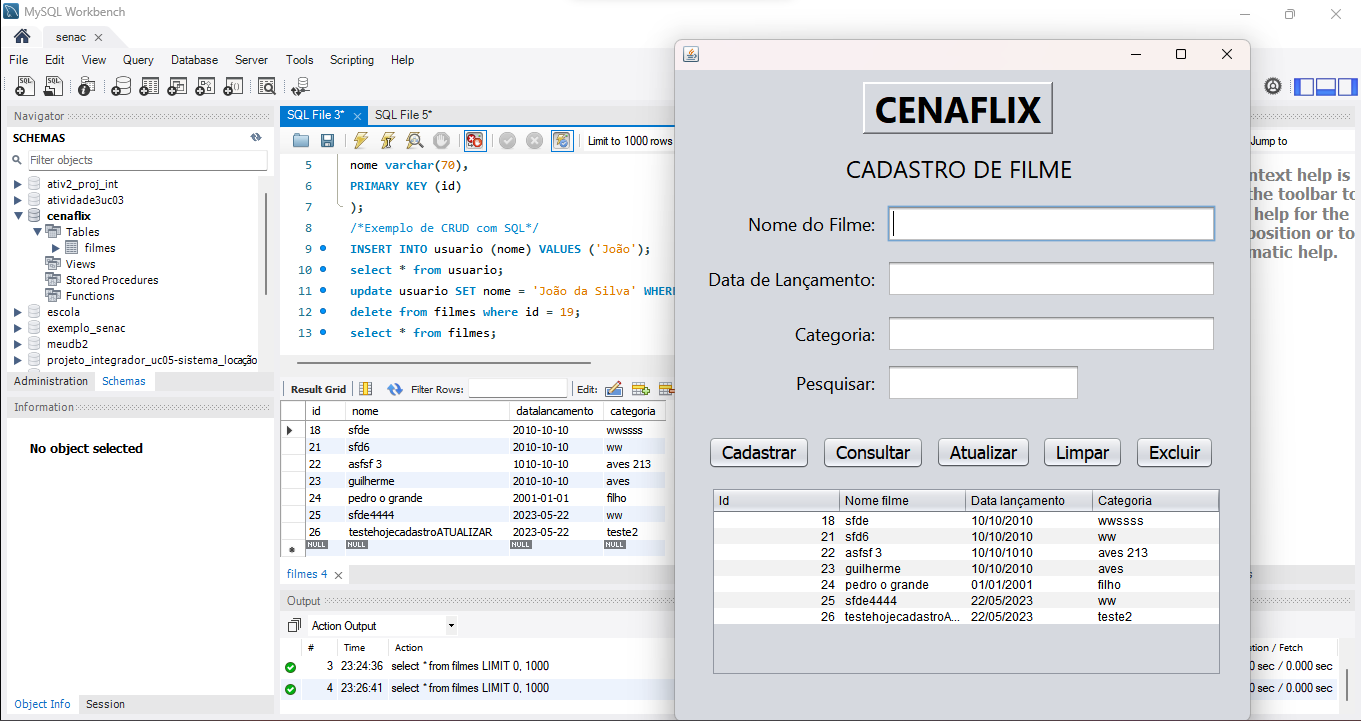 MySQL Workbench
senac
File Edit View Query Database Server Tools Scripting Help
Navigator
SCHEMAS
Filter objects
ativ2_proj_int
atividade3uc03
cenaflix
Tables
filmes
Views
Stored Procedures
Functions
escola
exemplo_senac
meudb2
projeto_integrador_uc05-sistema_locação
Administration Schemas
Information
No object selected
Object Info Session
SQL File 3* SQL File 5*
Limit to 1000 rows
5 nome varchar(70),
6 PRIMARY KEY (id)
7 );
8 /*Exemplo de CRUD com SQL*/
9 INSERT INTO usuario (nome) VALUES ('João');
10 select * from usuario;
11 update usuario SET nome = 'João da Silva' WHERE
12 delete from filmes where id = 19;
13 select * from filmes;
Result Grid Filter Rows: Edit:
id nome datalancamento categoria
18 sfde 2010-10-10 wwssss
21 sfd6 2010-10-10 ww
22 asfsf 3 1010-10-10 aves 213
23 guilherme 2010-10-10 aves
24 pedro o grande 2001-01-01 filho
25 sfde4444 2023-05-22 ww
26 testehojecadastroATUALIZAR 2023-05-22 teste2
NULL NULL NULL NULL
filmes 4
Output
Action Output
# Time Action
3 23:24:36 select * from filmes LIMIT 0, 1000
4 23:26:41 select * from filmes LIMIT 0, 1000
CENAFLIX
CADASTRO DE FILME
Nome do Filme:
Data de Lançamento:
Categoria:
Pesquisar:
Cadastrar Consultar Atualizar Limpar Excluir
Id Nome filme Data lançamento Categoria
18 sfde 10/10/2010 wwssss
21 sfd6 10/10/2010 ww
22 asfsf 3 10/10/1010 aves 213
23 guilherme 10/10/2010 aves
24 pedro o grande 01/01/2001 filho
25 sfde4444 22/05/2023 ww
26 testehojecadastroA... 22/05/2023 teste2
Jump to
ntext help is
the toolbar to
help for the
position or to
matic help.
tion / Fetch
0 sec / 0.000 sec
0 sec / 0.000 sec